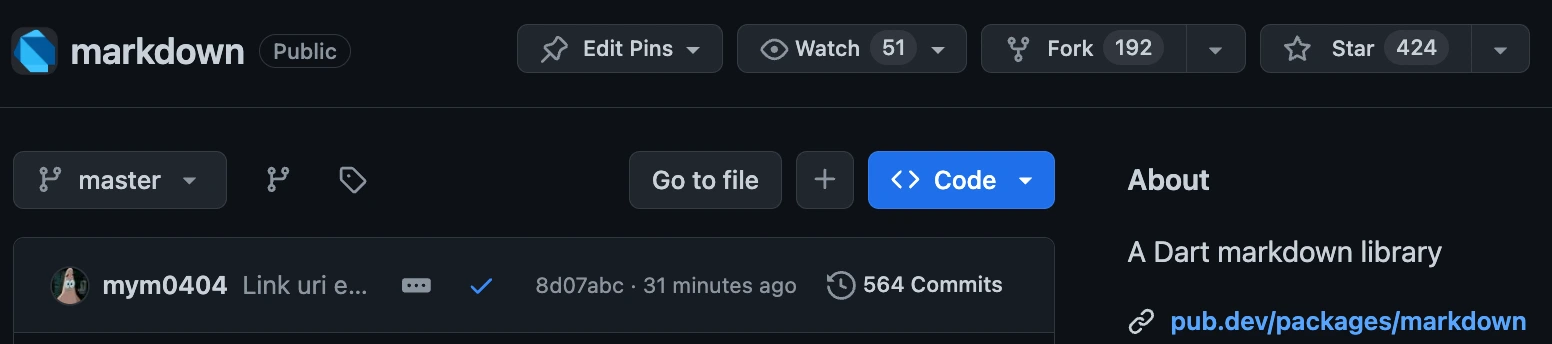 markdown Public Edit Pins Watch 51 Fork 192 Star 424
master Go to file Code
mym0404 Link uri e... 8d07abc · 31 minutes ago 564 Commits
About
A Dart markdown library
pub.dev/packages/markdown